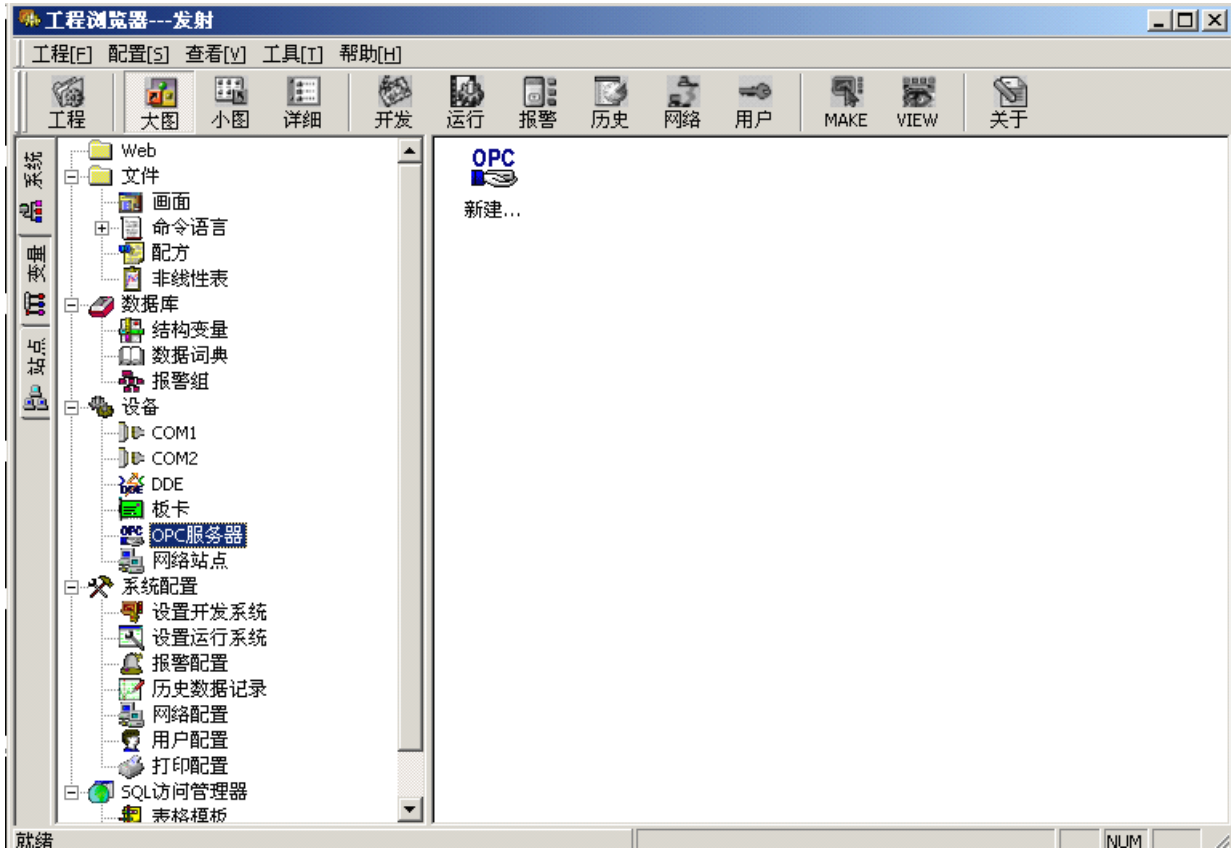 工程浏览器---发射
工程[F] 配置[S] 查看[V] 工具[T] 帮助[H]
工程 大图 小图 详细 开发 运行 报警 历史 网络 用户 MAKE VIEW 关于
系统
变量
站点
Web
文件
画面
命令语言
配方
非线性表
数据库
结构变量
数据词典
报警组
设备
COM1
COM2
DDE
板卡
OPC服务器
网络站点
系统配置
设置开发系统
设置运行系统
报警配置
历史数据记录
网络配置
用户配置
打印配置
SQL访问管理器
表格模板
OPC
新建...
就绪
NUM